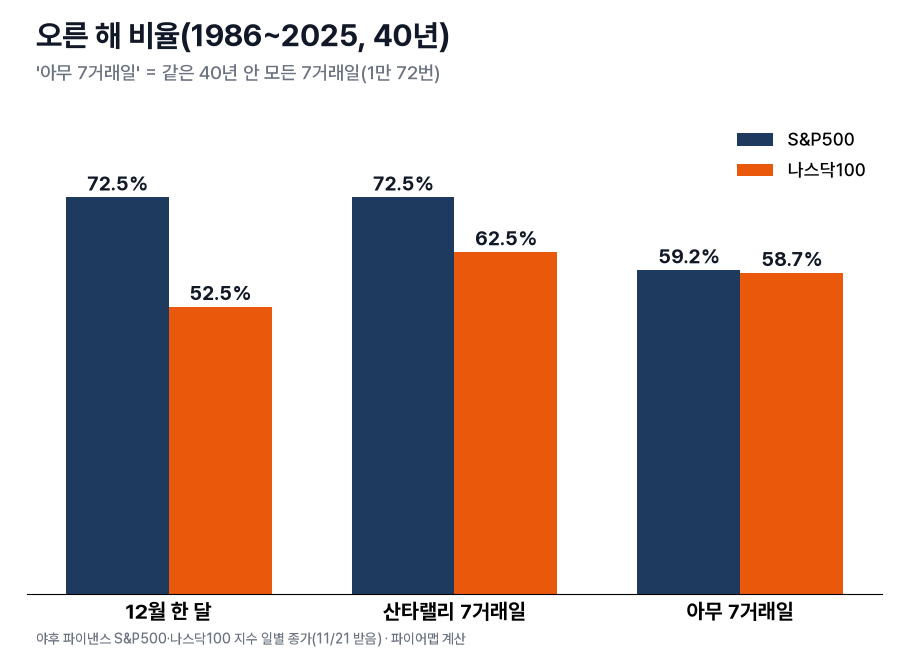 오른 해 비율(1986~2025, 40년)
'아무 7거래일' = 같은 40년 안 모든 7거래일(1만 72번)
S&P500
나스닥100
72.5%
52.5%
72.5%
62.5%
59.2%
58.7%
12월 한 달
산타랠리 7거래일
아무 7거래일
야후 파이낸스 S&P500·나스닥100 지수 일별 종가(11/21 받음) · 파이어맵 계산